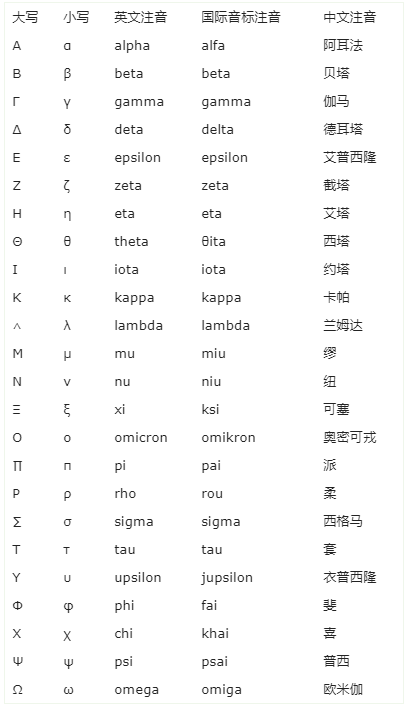 大写 小写 英文注音 国际音标注音 中文注音
Α α alpha alfa 阿耳法
Β β beta beta 贝塔
Γ γ gamma gamma 伽马
Δ δ deta delta 德耳塔
Ε ε epsilon epsilon 艾普西隆
Ζ ζ zeta zeta 截塔
Η η eta eta 艾塔
Θ θ theta θita 西塔
Ι ι iota iota 约塔
Κ κ kappa kappa 卡帕
∧ λ lambda lambda 兰姆达
Μ μ mu miu 缪
Ν ν nu niu 纽
Ξ ξ xi ksi 可塞
Ο ο omicron omikron 奥密可戎
∏ π pi pai 派
Ρ ρ rho rou 柔
∑ σ sigma sigma 西格马
Τ τ tau tau 套
Υ υ upsilon jupsilon 衣普西隆
Φ φ phi fai 斐
Χ χ chi khai 喜
Ψ ψ psi psai 普西
Ω ω omega omiga 欧米伽